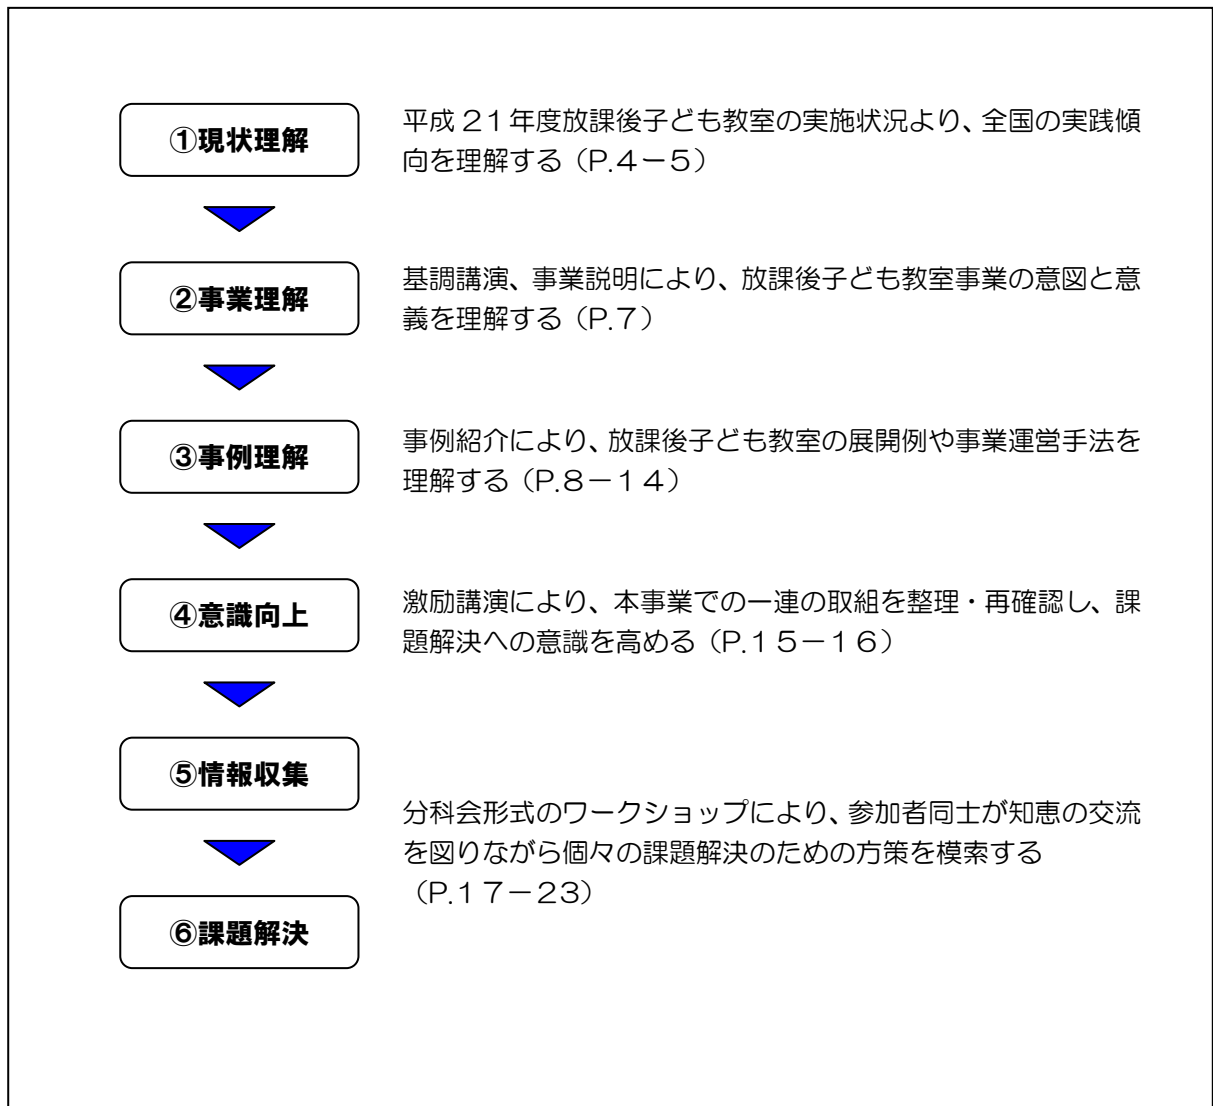 ①現状理解
平成21年度放課後子ども教室の実施状況より、全国の実践傾
向を理解する（P.4－5）
②事業理解
基調講演、事業説明により、放課後子ども教室事業の意図と意
義を理解する（P.7）
③事例理解
事例紹介により、放課後子ども教室の展開例や事業運営手法を
理解する（P.8－14）
④意識向上
激励講演により、本事業での一連の取組を整理・再確認し、課
題解決への意識を高める（P.15－16）
⑤情報収集
分科会形式のワークショップにより、参加者同士が知恵の交流
を図りながら個々の課題解決のための方策を模索する
（P.17－23）
⑥課題解決